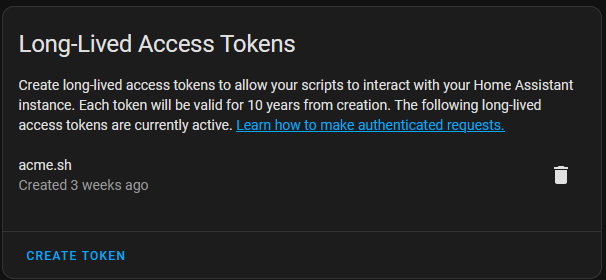 Long-Lived Access Tokens
Create long-lived access tokens to allow your scripts to interact with your Home Assistant
instance. Each token will be valid for 10 years from creation. The following long-lived
access tokens are currently active. Learn how to make authenticated requests.
acme.sh
Created 3 weeks ago
CREATE TOKEN